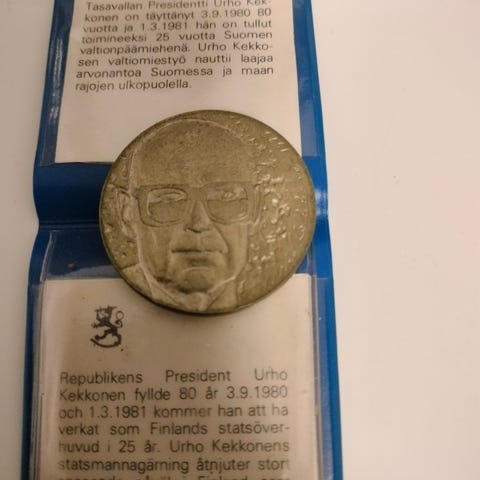 Tasavallan Presidentti Urho Kek-
konen on täyttänyt 3.9.1980 80
vuotta ja 1.3.1981 hän on tullut
toimineeksi 25 vuotta Suomen
valtionpäämiehenä. Urho Kekko-
sen valtiomiestyö nauttii laajaa
arvonantoa Suomessa ja maan
rajojen ulkopuolella.
Republikens President Urho
Kekkonen fyllde 80 år 3.9.1980
och 1.3.1981 kommer han att ha
verkat som Finlands statsöver-
huvud i 25 år. Urho Kekkonens
statsmannagärning åtnjuter stort